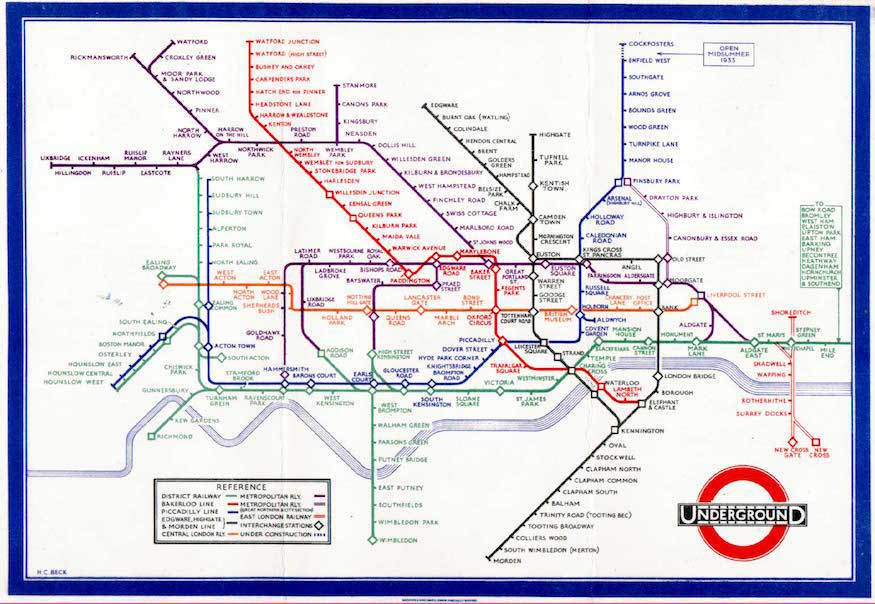 WATFORD
CROXLEY GREEN
RICKMANSWORTH
MOOR PARK
& SANDY LODGE
NORTHWOOD
PINNER
NORTH
HARROW
HARROW
ON THE HILL
WEST
HARROW
RAYNERS
LANE
EASTCOTE
RUISLIP
MANOR
RUISLIP
ICKENHAM
HILLINGDON
UXBRIDGE
NORTHWICK
PARK
PRESTON
ROAD
WEMBLEY
PARK
STANMORE
CANONS PARK
KINGSBURY
NEASDEN
DOLLIS HILL
WILLESDEN GREEN
KILBURN & BRONDESBURY
WEST HAMPSTEAD
FINCHLEY ROAD
SWISS COTTAGE
MARLBORO ROAD
ST JOHNS WOOD
WATFORD JUNCTION
WATFORD (HIGH STREET)
BUSHEY AND OXHEY
CARPENDERS PARK
HATCH END FOR PINNER
HEADSTONE LANE
HARROW & WEALDSTONE
KENTON
NORTH
WEMBLEY
WEMBLEY FOR SUDBURY
STONEBRIDGE PARK
HARLESDEN
WILLESDEN JUNCTION
KENSAL GREEN
QUEENS PARK
KILBURN PARK
MAIDA VALE
WARWICK AVENUE
PADDINGTON
EDGWARE
ROAD
MARYLEBONE
BAKER
STREET
REGENTS
PARK
OXFORD
CIRCUS
EDGWARE
BURNT OAK (WATLING)
COLINDALE
HENDON CENTRAL
BRENT
GOLDERS
GREEN
HAMPSTEAD
BELSIZE
PARK
CHALK
FARM
HIGHGATE
TUFNELL
PARK
KENTISH
TOWN
CAMDEN
TOWN
MORNINGTON
CRESCENT
EUSTON
COCKFOSTERS
OPEN
MIDSUMMER
1933
ENFIELD WEST
SOUTHGATE
ARNOS GROVE
BOUNDS GREEN
WOOD GREEN
TURNPIKE LANE
MANOR HOUSE
FINSBURY PARK
ARSENAL
(HIGHBURY HILL)
HOLLOWAY
ROAD
CALEDONIAN
ROAD
KINGS CROSS
ST PANCRAS
DRAYTON PARK
HIGHBURY & ISLINGTON
CANONBURY & ESSEX ROAD
OLD STREET
ANGEL
MOORGATE
FARRINGDON
ALDERSGATE
EUSTON
SQUARE
GREAT
PORTLAND
ST
WARREN
STREET
GOODGE
STREET
TOTTENHAM
COURT ROAD
RUSSELL
SQUARE
HOLBORN
BRITISH
MUSEUM
CHANCERY
LANE
POST
OFFICE
BANK
LIVERPOOL STREET
ALDWYCH
COVENT
GARDEN
LEICESTER
SQUARE
STRAND
PICCADILLY
TRAFALGAR
SQUARE
CHARING
CROSS
TEMPLE
BLACKFRIARS
MANSION
HOUSE
CANNON
STREET
MONUMENT
MARK
LANE
ALDGATE
ALDGATE
EAST
ST MARYS
STEPNEY
GREEN
MILE
END
SHOREDITCH
SHADWELL
WAPPING
ROTHERHITHE
SURREY DOCKS
NEW CROSS
GATE
NEW
CROSS
TO
BOW ROAD
BROMLEY
WEST HAM
PLAISTOW
UPTON PARK
EAST HAM
BARKING
UPNEY
BECONTREE
HEATHWAY
DAGENHAM
HORNCHURCH
UPMINSTER
& SOUTHEND
SOUTH HARROW
SUDBURY HILL
SUDBURY TOWN
ALPERTON
PARK ROYAL
NORTH EALING
EALING
COMMON
EALING
BROADWAY
WEST
ACTON
EAST
ACTON
NORTH
ACTON
WOOD
LANE
SHEPHERDS
BUSH
HOLLAND
PARK
NOTTING
HILL GATE
QUEENS
ROAD
LANCASTER
GATE
MARBLE
ARCH
BOND
STREET
LATIMER
ROAD
LADBROKE
GROVE
WESTBOURNE
PARK
ROYAL
OAK
BISHOPS ROAD
BAYSWATER
PRAED
STREET
UXBRIDGE
ROAD
GOLDHAWK
ROAD
ADDISON
ROAD
HIGH STREET
KENSINGTON
SOUTH EALING
NORTHFIELDS
BOSTON MANOR
OSTERLEY
HOUNSLOW EAST
HOUNSLOW CENTRAL
HOUNSLOW WEST
ACTON TOWN
SOUTH ACTON
CHISWICK
PARK
GUNNERSBURY
KEW GARDENS
RICHMOND
TURNHAM
GREEN
STAMFORD
BROOK
RAVENSCOURT
PARK
HAMMERSMITH
BARONS COURT
WEST
KENSINGTON
EARLS
COURT
GLOUCESTER
ROAD
SOUTH
KENSINGTON
BROMPTON
ROAD
KNIGHTSBRIDGE
HYDE PARK CORNER
DOVER STREET
SLOANE
SQUARE
VICTORIA
ST JAMES
PARK
WESTMINSTER
WEST
BROMPTON
WALHAM GREEN
PARSONS GREEN
PUTNEY BRIDGE
EAST PUTNEY
SOUTHFIELDS
WIMBLEDON PARK
WIMBLEDON
WATERLOO
LAMBETH
NORTH
ELEPHANT
& CASTLE
LONDON BRIDGE
BOROUGH
KENNINGTON
OVAL
STOCKWELL
CLAPHAM NORTH
CLAPHAM COMMON
CLAPHAM SOUTH
BALHAM
TRINITY ROAD (TOOTING BEC)
TOOTING BROADWAY
COLLIERS WOOD
SOUTH WIMBLEDON (MERTON)
MORDEN
REFERENCE
DISTRICT RAILWAY
BAKERLOO LINE
PICCADILLY LINE
EDGWARE, HIGHGATE
& MORDEN LINE
CENTRAL LONDON RLY.
METROPOLITAN RLY.
METROPOLITAN RLY.
(GREAT NORTHERN & CITY SECTION)
EAST LONDON RAILWAY
INTERCHANGE STATIONS
UNDER CONSTRUCTION
UNDERGROUND
H.C. BECK